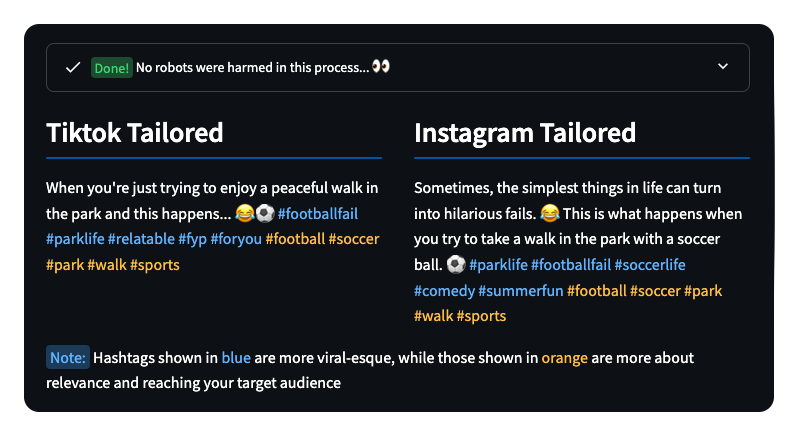 Done! No robots were harmed in this process... 👀
Tiktok Tailored
When you're just trying to enjoy a peaceful walk in
the park and this happens... 😂⚽ #footballfail
#parklife #relatable #fyp #foryou #football #soccer
#park #walk #sports
Instagram Tailored
Sometimes, the simplest things in life can turn
into hilarious fails. 😂 This is what happens when
you try to take a walk in the park with a soccer
ball. ⚽ #parklife #footballfail #soccerlife
#comedy #summerfun #football #soccer #park
#walk #sports
Note: Hashtags shown in blue are more viral-esque, while those shown in orange are more about
relevance and reaching your target audience